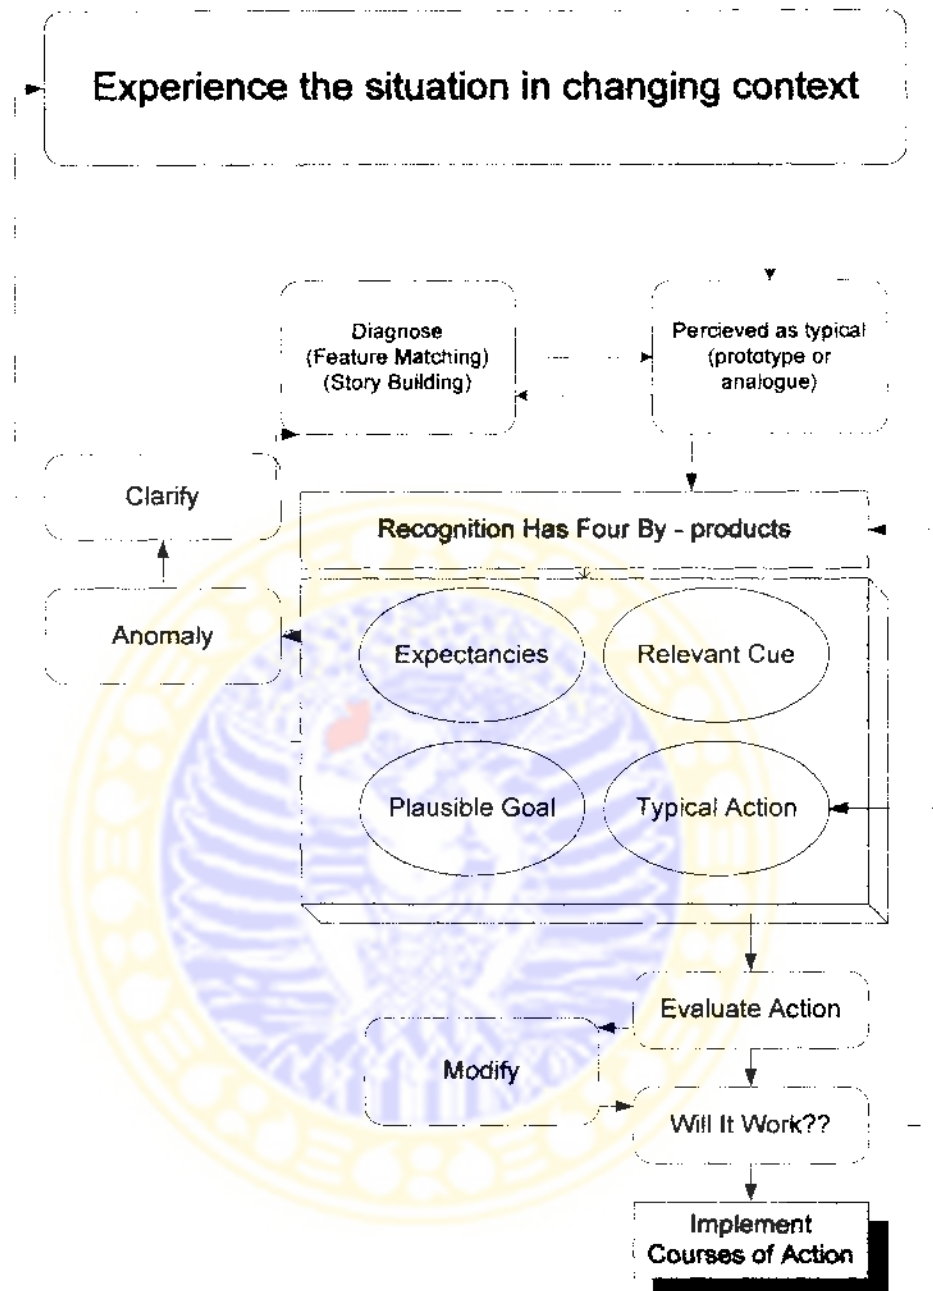 Experience the situation in changing context
Diagnose
(Feature Matching)
(Story Building)
Percieved as typical
(prototype or
analogue)
Clarify
Recognition Has Four By - products
Anomaly
Expectancies
Relevant Cue
Plausible Goal
Typical Action
Evaluate Action
Modify
Will It Work??
Implement
Courses of Action